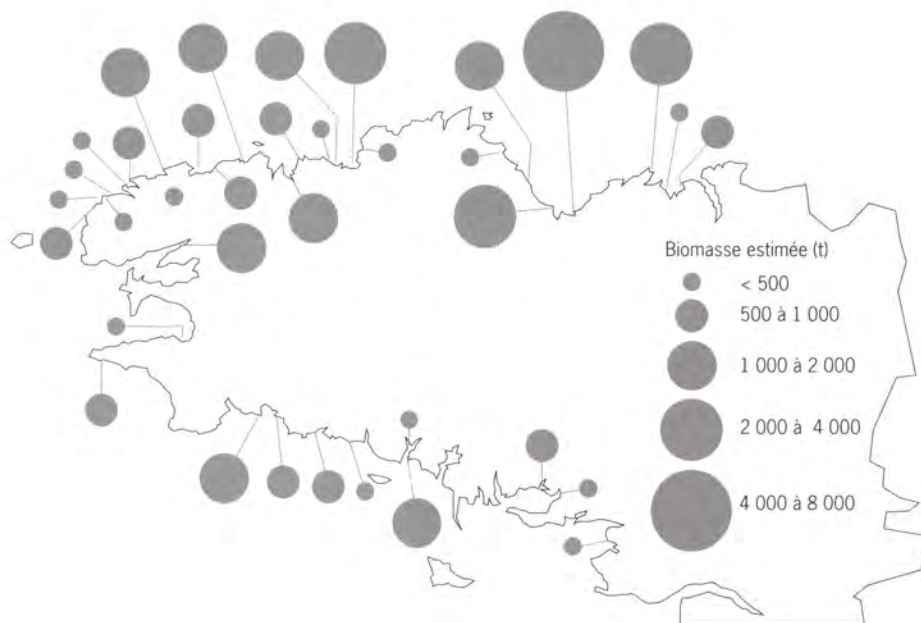 Biomasse estimée (t)
< 500
500 à 1 000
1 000 à 2 000
2 000 à 4 000
4 000 à 8 000